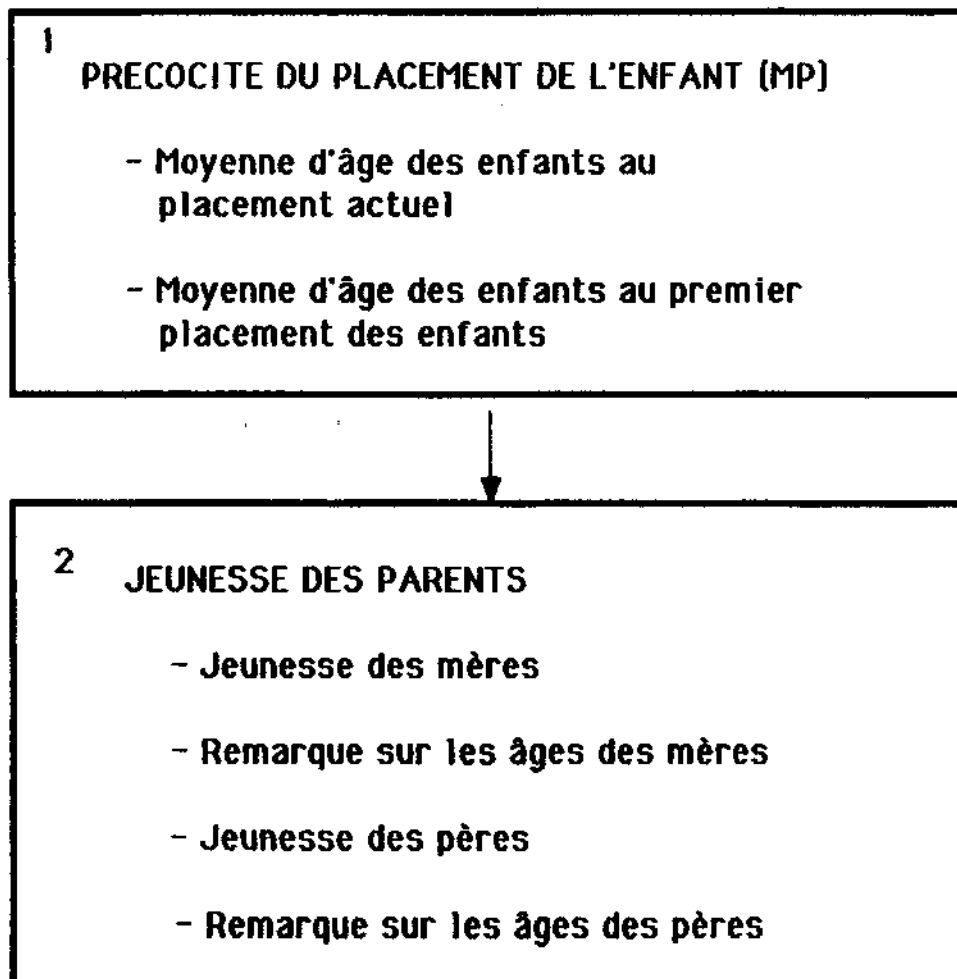 1
PRECOCITE DU PLACEMENT DE L'ENFANT (MP)
- Moyenne d'âge des enfants au
placement actuel
- Moyenne d'âge des enfants au premier
placement des enfants
2
JEUNESSE DES PARENTS
- Jeunesse des mères
- Remarque sur les âges des mères
- Jeunesse des pères
- Remarque sur les âges des pères